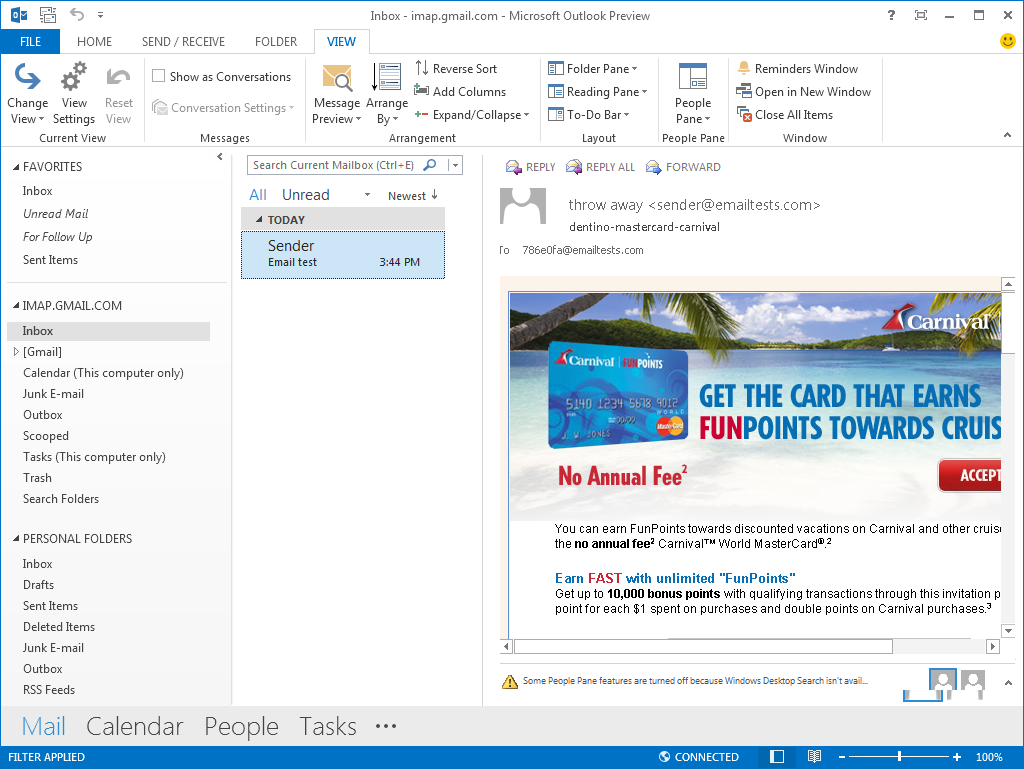 Inbox - imap.gmail.com - Microsoft Outlook Preview
?
FILE HOME SEND / RECEIVE FOLDER VIEW
Change View
View Settings
Reset View
Current View
Show as Conversations
Conversation Settings
Messages
Message Preview
Arrange By
Reverse Sort
Add Columns
Expand/Collapse
Arrangement
Folder Pane
Reading Pane
To-Do Bar
Layout
People Pane
People Pane
Reminders Window
Open in New Window
Close All Items
Window
FAVORITES
Inbox
Unread Mail
For Follow Up
Sent Items
IMAP.GMAIL.COM
Inbox
[Gmail]
Calendar (This computer only)
Junk E-mail
Outbox
Scooped
Tasks (This computer only)
Trash
Search Folders
PERSONAL FOLDERS
Inbox
Drafts
Sent Items
Deleted Items
Junk E-mail
Outbox
RSS Feeds
Search Current Mailbox (Ctrl+E)
All Unread Newest
TODAY
Sender
Email test 3:44 PM
REPLY REPLY ALL FORWARD
throw away <sender@emailtests.com>
dentino-mastercard-carnival
To 786e0fa@emailtests.com
Carnival
Carnival FUNPOINTS
5140 1234 5678 9012
WORLD
00/00
J. W. JONES
MasterCard
GET THE CARD THAT EARNS
FUNPOINTS TOWARDS CRUIS
No Annual Fee2
ACCEPT
You can earn FunPoints towards discounted vacations on Carnival and other cruise
the no annual fee² Carnival™ World MasterCard®.²
Earn FAST with unlimited "FunPoints"
Get up to 10,000 bonus points with qualifying transactions through this invitation p
point for each $1 spent on purchases and double points on Carnival purchases.³
Some People Pane features are turned off because Windows Desktop Search isn't avail...
Mail Calendar People Tasks •••
FILTER APPLIED
CONNECTED
100%